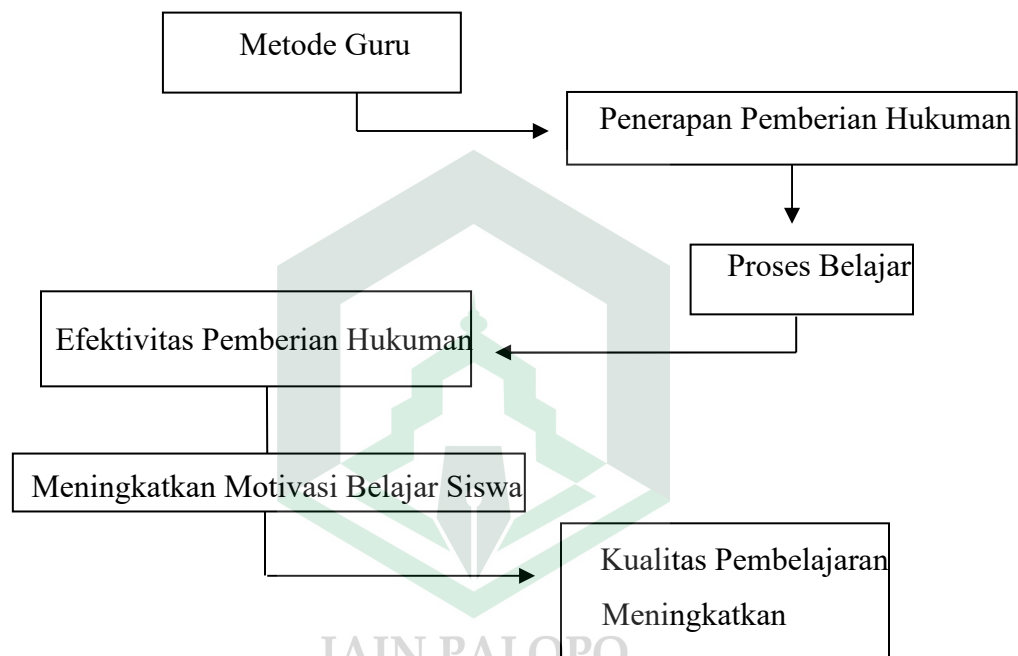 Metode Guru
Penerapan Pemberian Hukuman
Proses Belajar
Efektivitas Pemberian Hukuman
Meningkatkan Motivasi Belajar Siswa
Kualitas Pembelajaran
Meningkatkan
IAIN PALOPO